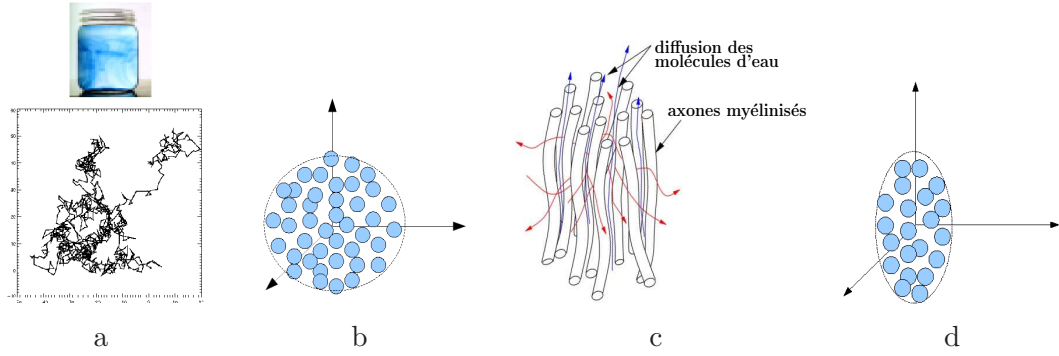 diffusion des
molécules d'eau
axones myélinisés
a
b
c
d